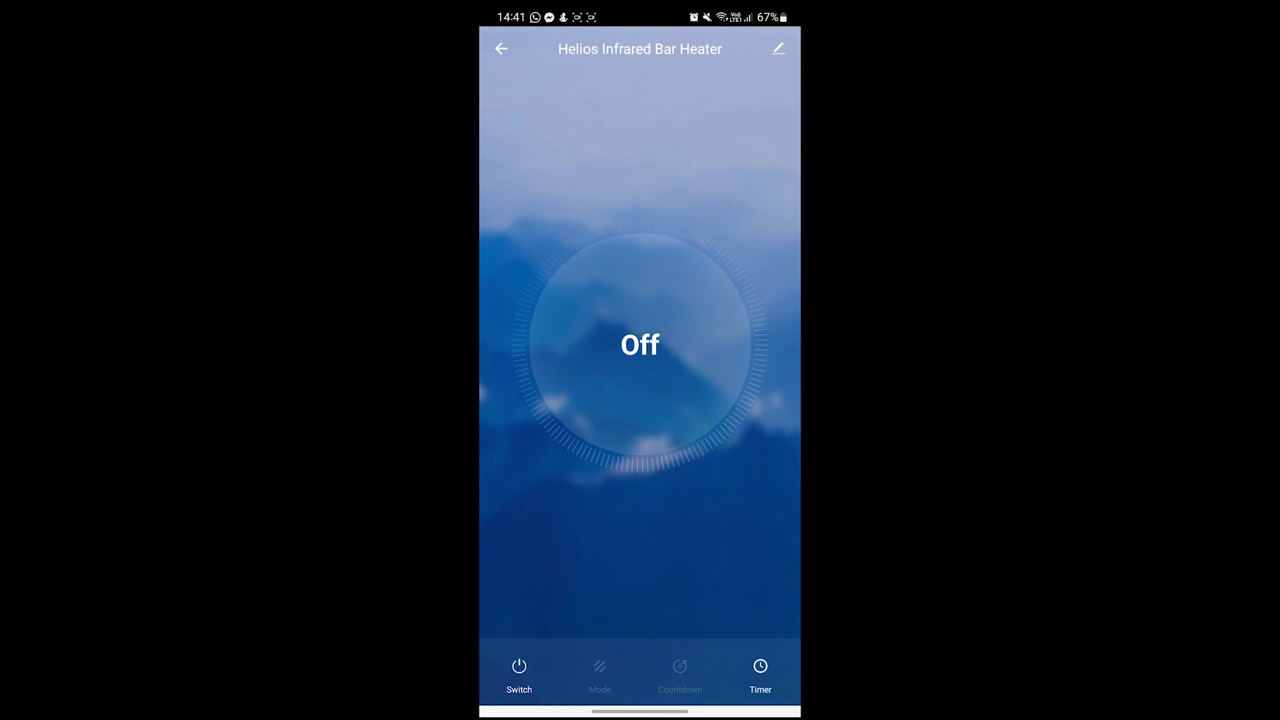 14:41 67%
Helios Infrared Bar Heater
Off
Switch Mode Countdown Timer